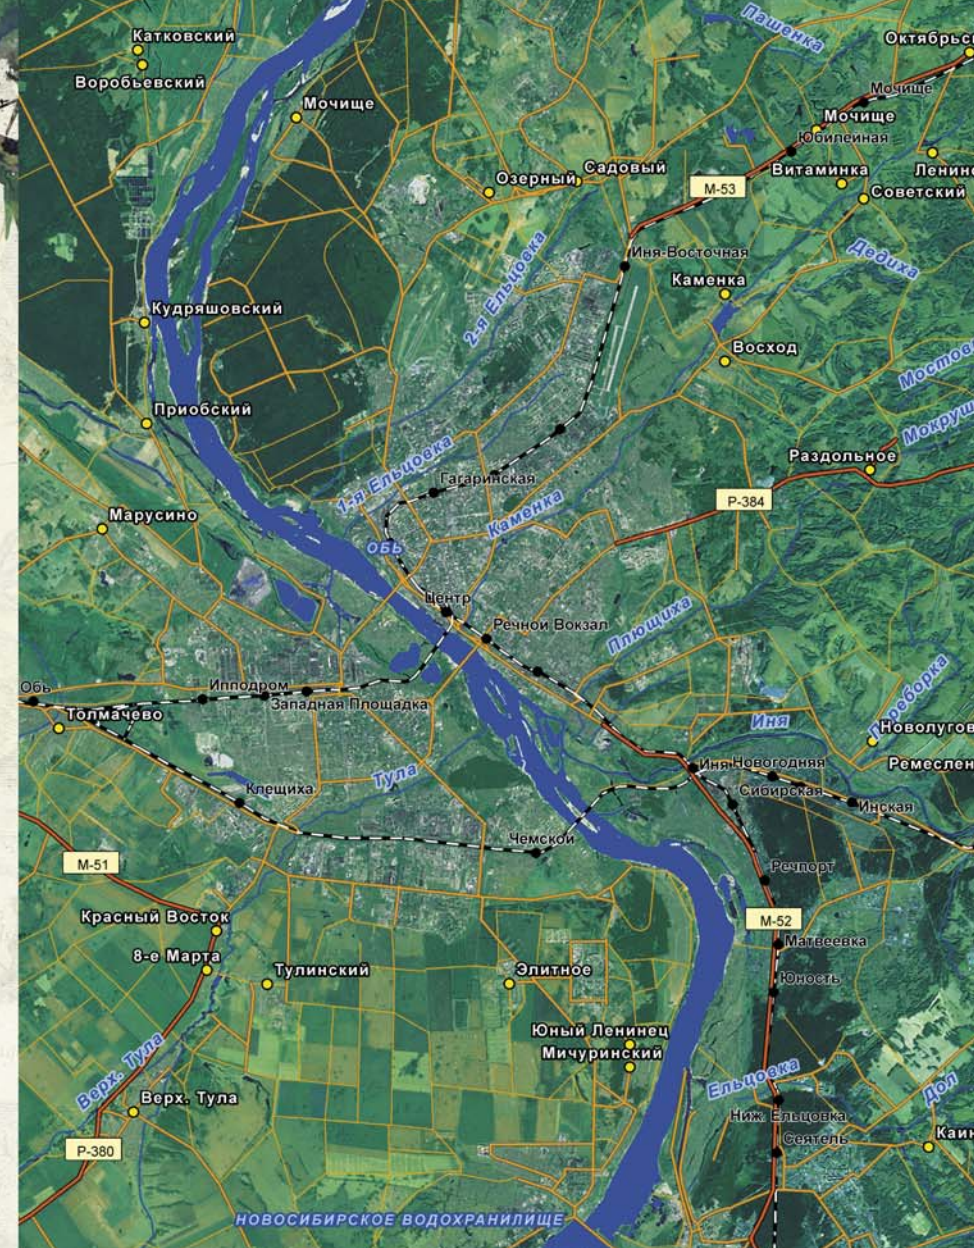 Пашенка
Катковский
Октябрьс
Воробьевский
Мочище
Мочище
Мочище
Юбилейная
Озерный
Садовый
Витаминка
Ленинс
М-53
Советский
Иня-Восточная
Дедиха
2-я Ельцовка
Каменка
Кудряшовский
Восход
Мостов
Приобский
Мокруш
1-я Ельцовка
Раздольное
Гагаринская
Р-384
Каменка
Марусино
ОБЬ
Центр
Речной Вокзал
Плющиха
Обь
Ипподром
Западная Площадка
Толмачево
Иня
Переборка
Новолугов
Тула
Иня
Новогодняя
Ремеслен
Клещиха
Сибирская
Инская
Чемской
М-51
Речпорт
Красный Восток
М-52
8-е Марта
Матвеевка
Тулинский
Элитное
Юность
Юный Ленинец
Мичуринский
Верх. Тула
Ельцовка
Дол
Верх. Тула
Ниж. Ельцовка
Каин
Р-380
Сеятель
НОВОСИБИРСКОЕ ВОДОХРАНИЛИЩЕ